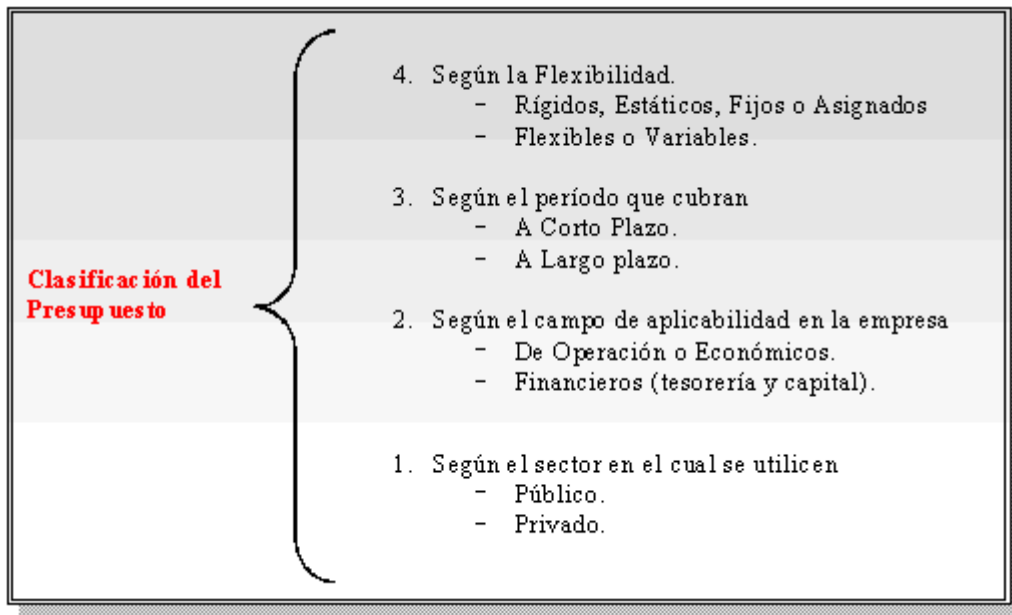 Clasificación del
Presupuesto
4. Según la Flexibilidad.
- Rígidos, Estáticos, Fijos o Asignados
- Flexibles o Variables.
3. Según el período que cubran
- A Corto Plazo.
- A Largo plazo.
2. Según el campo de aplicabilidad en la empresa
- De Operación o Económicos.
- Financieros (tesorería y capital).
1. Según el sector en el cual se utilicen
- Público.
- Privado.